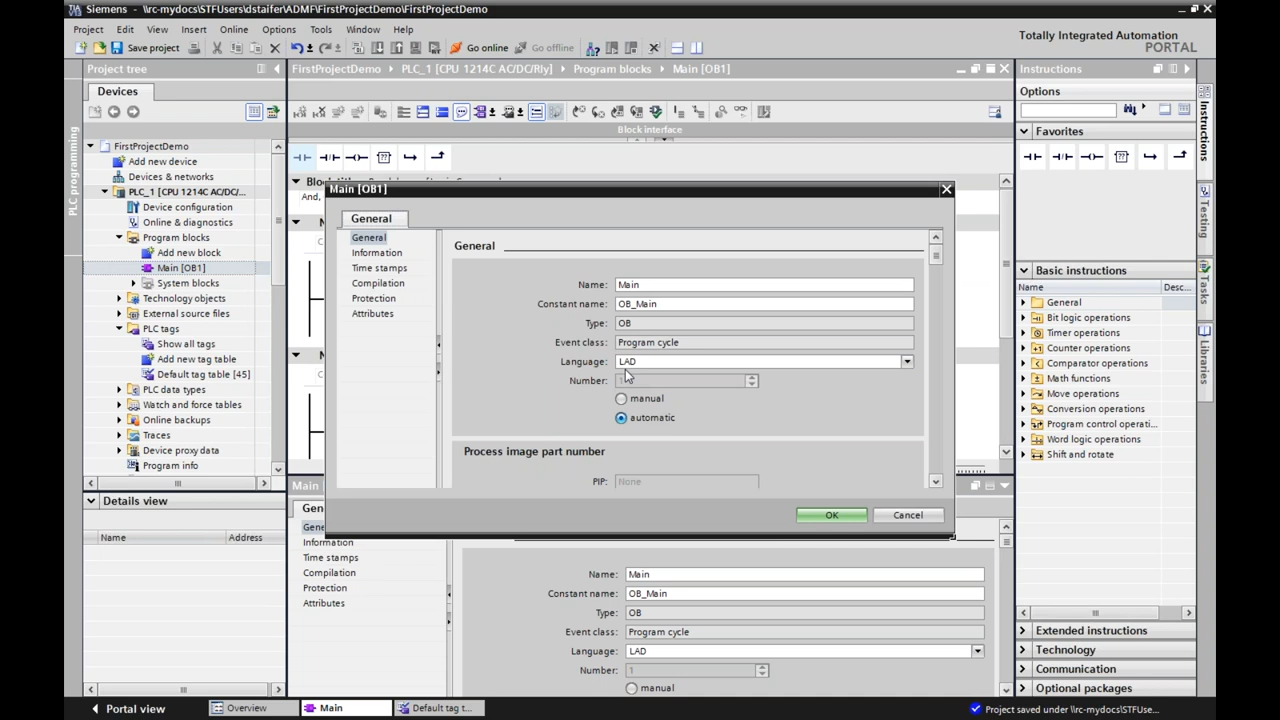 Siemens - \\rc-mydocs\STFUsers\dstaifer\ADMF\FirstProjectDemo\FirstProjectDemo
Project Edit View Insert Online Options Tools Window Help
Totally Integrated Automation
PORTAL
Save project
Go online
Go offline
Project tree
FirstProjectDemo PLC_1 [CPU 1214C AC/DC/Rly] Program blocks Main [OB1]
Instructions
Devices
Options
PLC programming
Block interface
Favorites
FirstProjectDemo
Add new device
Devices & networks
PLC_1 [CPU 1214C AC/DC/...
Device configuration
Online & diagnostics
Program blocks
Add new block
Main [OB1]
System blocks
Technology objects
External source files
PLC tags
Show all tags
Add new tag table
Default tag table [45]
PLC data types
Watch and force tables
Online backups
Traces
Device proxy data
Program info
Details view
Name Address
And,
Main [OB1]
General
General
Information
Time stamps
Compilation
Protection
Attributes
General
Name: Main
Constant name: OB_Main
Type: OB
Event class: Program cycle
Language: LAD
Number:
manual
automatic
Process image part number
PIP: None
OK Cancel
Main
Gen
Gene
Information
Time stamps
Compilation
Protection
Attributes
Name: Main
Constant name: OB_Main
Type: OB
Event class: Program cycle
Language: LAD
Number: 1
manual
Basic instructions
Name Desc...
General
Bit logic operations
Timer operations
Counter operations
Comparator operations
Math functions
Move operations
Conversion operations
Program control operati...
Word logic operations
Shift and rotate
Extended instructions
Technology
Communication
Optional packages
Instructions
Testing
Tasks
Libraries
Portal view
Overview
Main
Default tag t...
Project saved under \\rc-mydocs\STFUse...